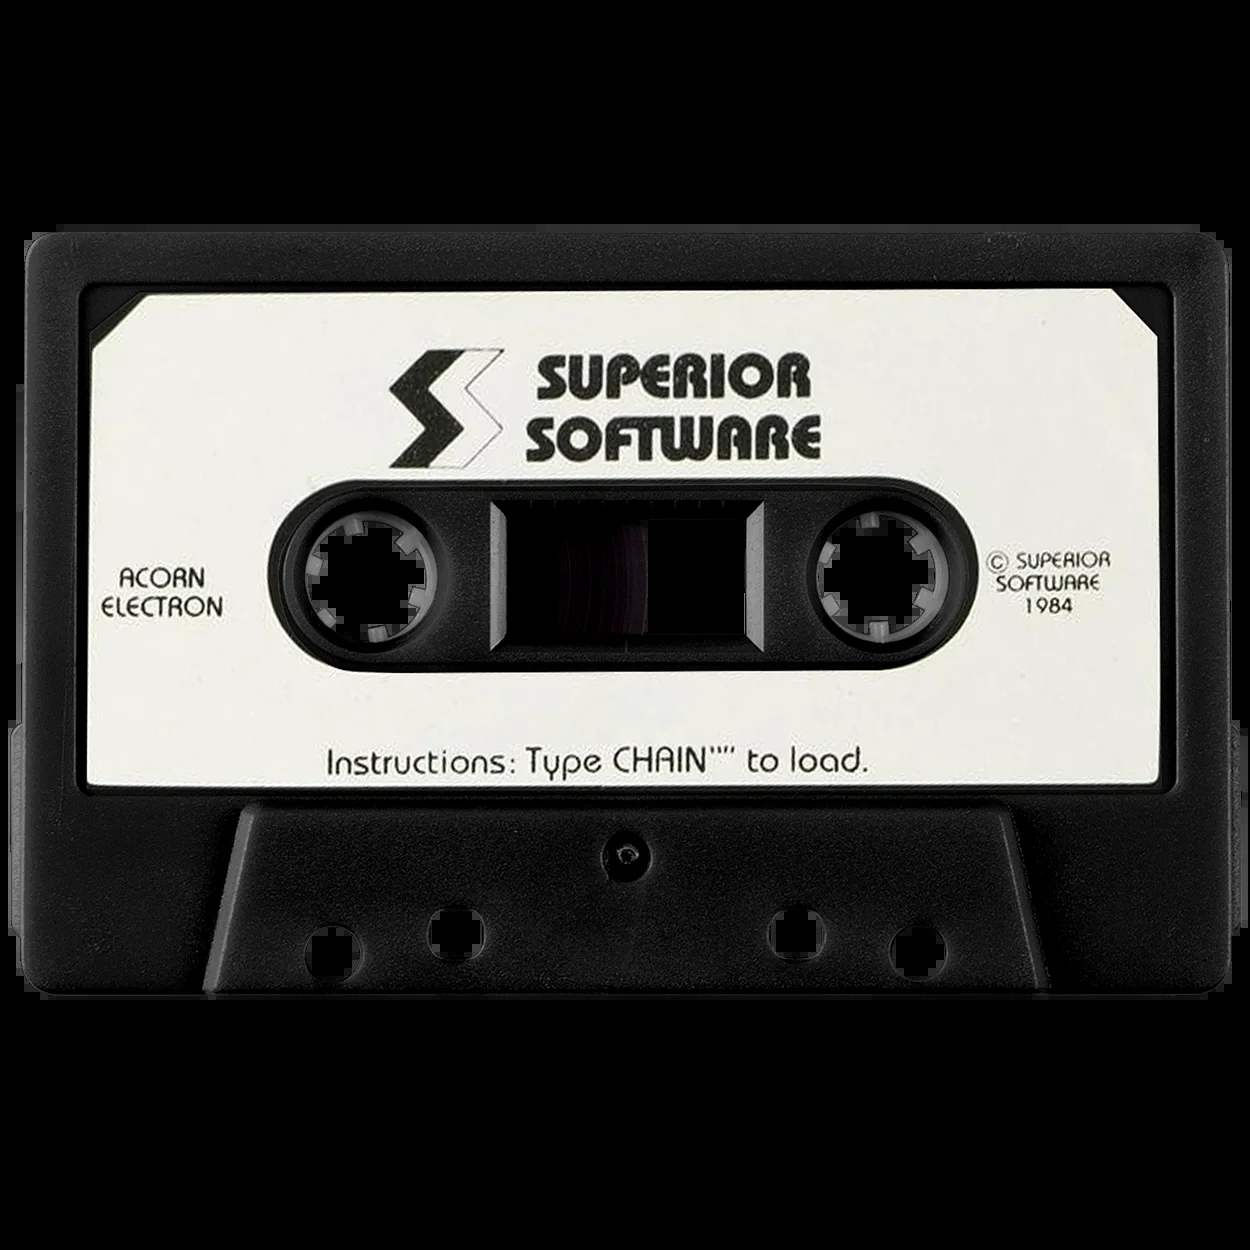 SUPERIOR
SOFTWARE
ACORN
ELECTRON
© SUPERIOR
SOFTWARE
1984
Instructions: Type CHAIN"" to load.